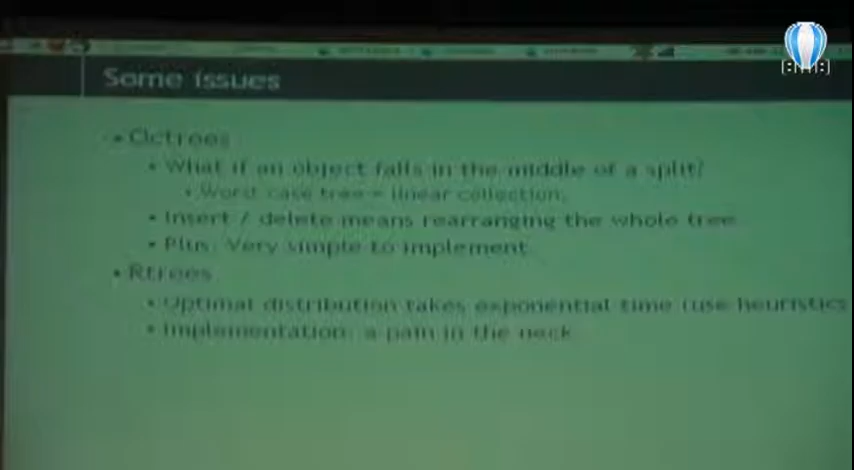 Some issues
• Octrees
• What if an object falls in the middle of a split?
• Worst case tree = linear collection.
• Insert / delete means rearranging the whole tree
• Plus: Very simple to implement
• Rtrees
• Optimal distribution takes exponential time (use heuristics
• Implementation: a pain in the neck